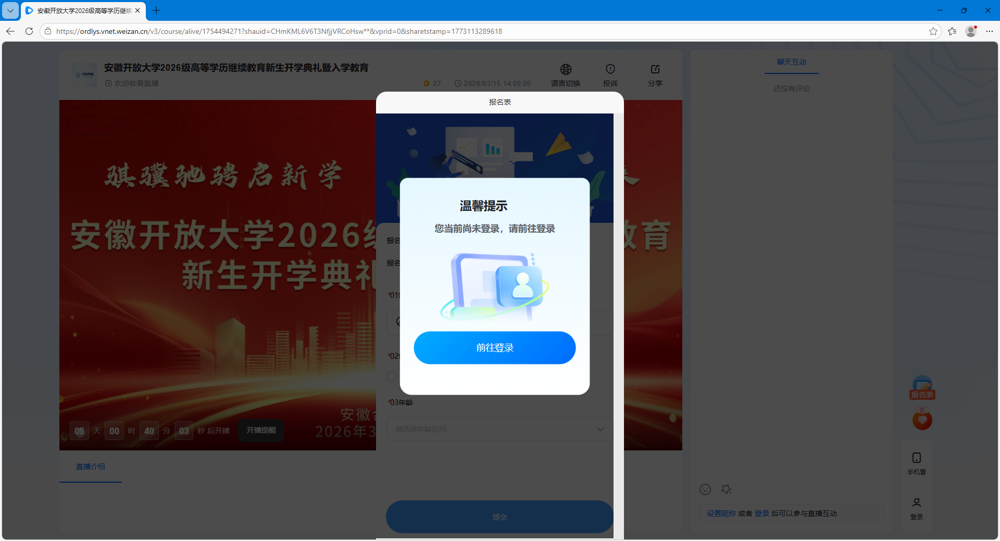 安徽开放大学2026级高等学历继续
https://ordlys.vnet.weizan.cn/v3/course/alive/1754494271?shauid=CHmKML6V6T3NfjjVRCoHsw**&vprid=0&sharetstamp=1773113289618
安徽开放大学2026级高等学历继续教育新生开学典礼暨入学教育
欢迎收看直播
27
2026/03/15 14:00:00
语言切换
投诉
分享
聊天互动
还没有评论
报名表
骐骥驰骋启新学
安徽开放大学2026级
教育
新生开学典礼
安徽合
2026年3
05 天 00 时 40 分 03 秒 后开播
开播提醒
温馨提示
您当前尚未登录，请前往登录
前往登录
报名
报名
*01
*02
*03年龄
请选择年龄区间
提交
直播介绍
报名表
0
手机看
登录
设置昵称 或者 登录 后可以参与直播互动